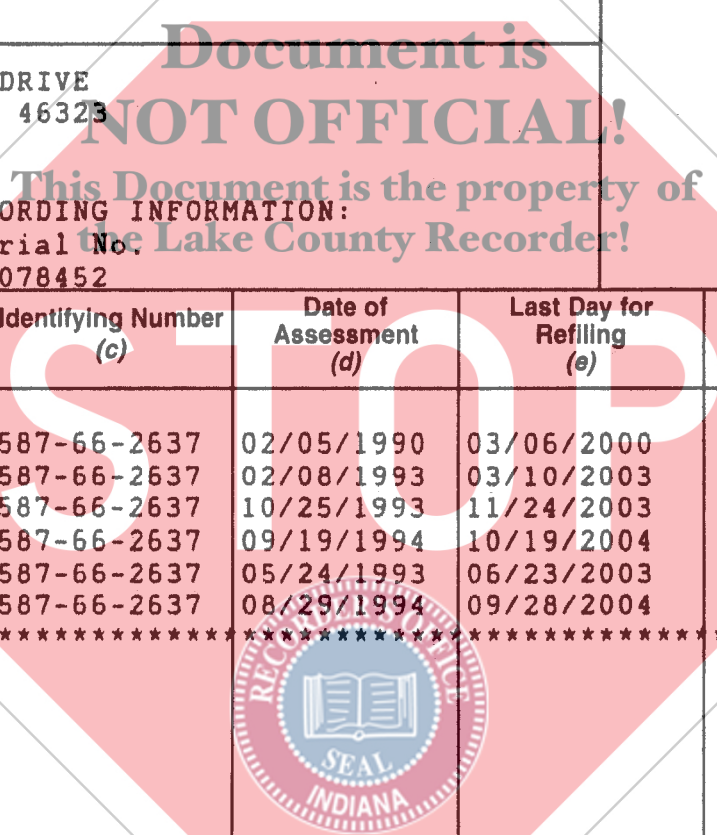 Document is
DRIVE
46323
NOT OFFICIAL!
This Document is the property of
ORDING INFORMATION:
the Lake County Recorder!
rial No.
078452
Identifying Number (c) Date of Assessment (d) Last Day for Refiling (e)
STOP
587-66-2637 02/05/1990 03/06/2000
587-66-2637 02/08/1993 03/10/2003
587-66-2637 10/25/1993 11/24/2003
587-66-2637 09/19/1994 10/19/2004
587-66-2637 05/24/1993 06/23/2003
587-66-2637 08/29/1994 09/28/2004
RECORDER'S OFFICE
SEAL
INDIANA